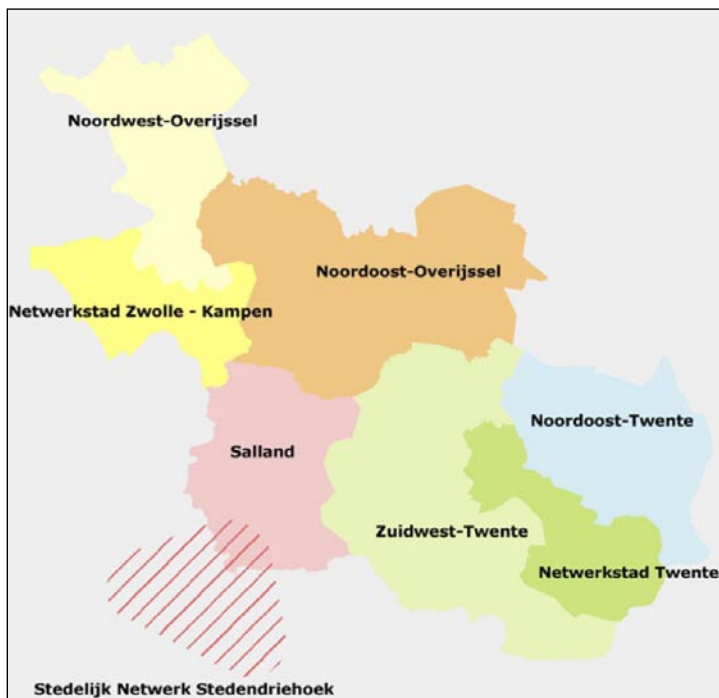 Noordwest-Overijssel
Noordoost-Overijssel
Netwerkstad Zwolle - Kampen
Noordoost-Twente
Salland
Zuidwest-Twente
Netwerkstad Twente
Stedelijk Netwerk Stedendriehoek